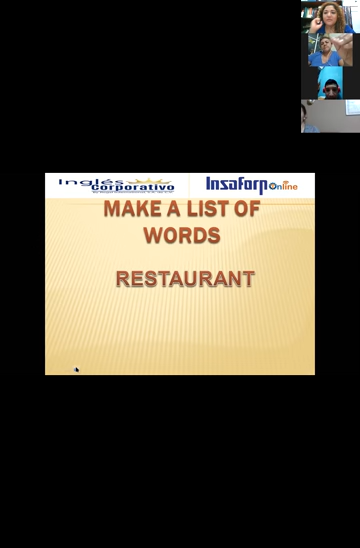 Inglés
Corporativo
Insaforp Online
MAKE A LIST OF
WORDS
RESTAURANT